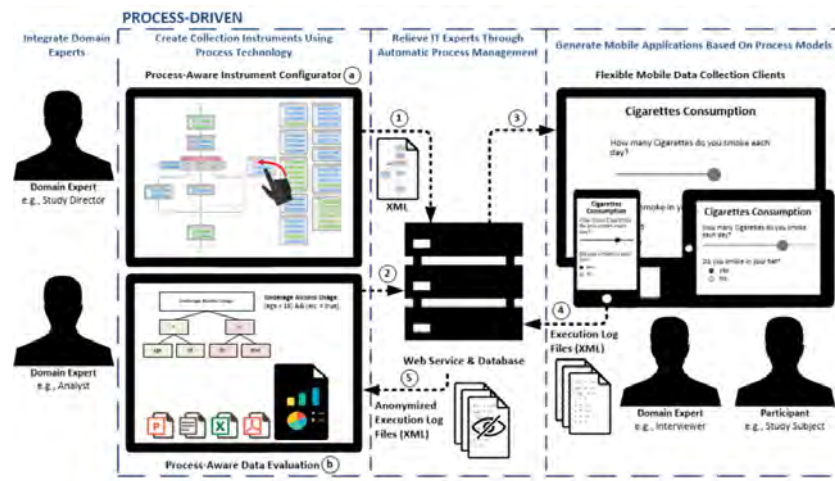 PROCESS-DRIVEN
Integrate Domain
Experts
Create Collection Instruments Using
Process Technology
Relieve IT Experts Through
Automatic Process Management
Generate Mobile Applications Based On Process Models
Process-Aware Instrument Configurator a
Flexible Mobile Data Collection Clients
Domain Expert
e.g., Study Director
1
XML
3
Cigarettes Consumption
How many Cigarettes do you smoke each
day?
smoke in
Cigarettes
Consumption
Cigarettes Consumption
How many Cigarettes do you smoke
each day?
Do you smoke in your flat?
yes
no
2
4
Domain Expert
e.g., Analyst
Web Service & Database
5
Anonymized
Execution Log
Files (XML)
Execution Log
Files (XML)
Domain Expert
e.g., Interviewer
Participant
e.g., Study Subject
Process-Aware Data Evaluation b